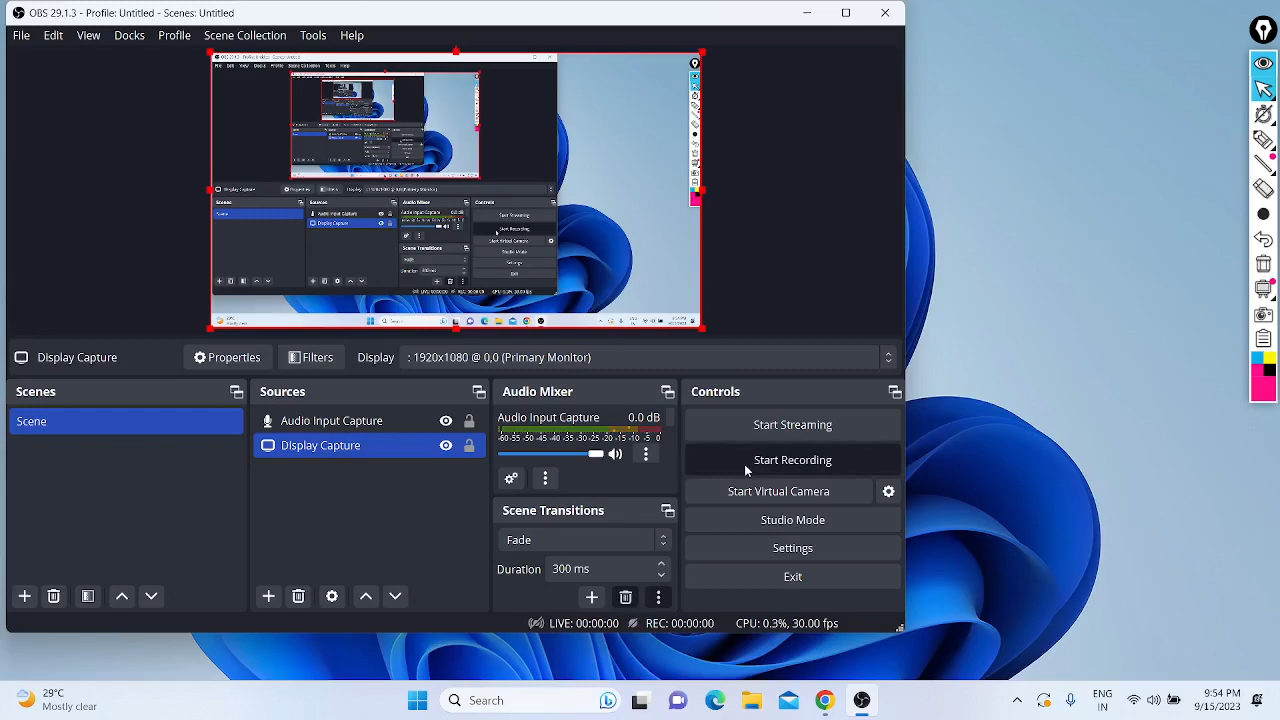 OBS 29.1.3 - Profile: Untitled - Scenes: Untitled
File Edit View Docks Profile Scene Collection Tools Help
Display Capture Properties Filters Display : 1920x1080 @ 0,0 (Primary Monitor)
Scenes
Scene
Sources
Audio Input Capture
Display Capture
Audio Mixer
Audio Input Capture 0.0 dB
-60 -55 -50 -45 -40 -35 -30 -25 -20 -15 -10 -5 0
Scene Transitions
Fade
Duration 300 ms
Controls
Start Streaming
Start Recording
Start Virtual Camera
Studio Mode
Settings
Exit
LIVE: 00:00:00 REC: 00:00:00 CPU: 0.3%, 30.00 fps
29°C
Mostly clear
Search
ENG
IN
9:54 PM
9/15/2023